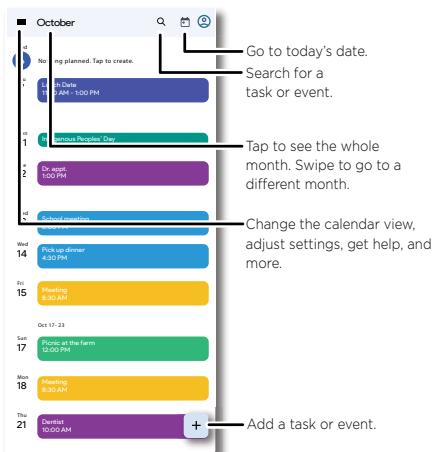 October
Go to today's date.
Search for a
task or event.
Nothing planned. Tap to create.
Lunch Date
11:00 AM - 1:00 PM
Indigenous Peoples' Day
Tap to see the whole
month. Swipe to go to a
different month.
Dr. appt.
1:00 PM
School meeting
Change the calendar view,
adjust settings, get help, and
more.
Wed
14
Pick up dinner
4:30 PM
Fri
15
Meeting
8:30 AM
Oct 17- 23
Sun
17
Picnic at the farm
12:00 PM
Mon
18
Meeting
8:30 AM
Thu
21
Dentist
10:00 AM
+
Add a task or event.